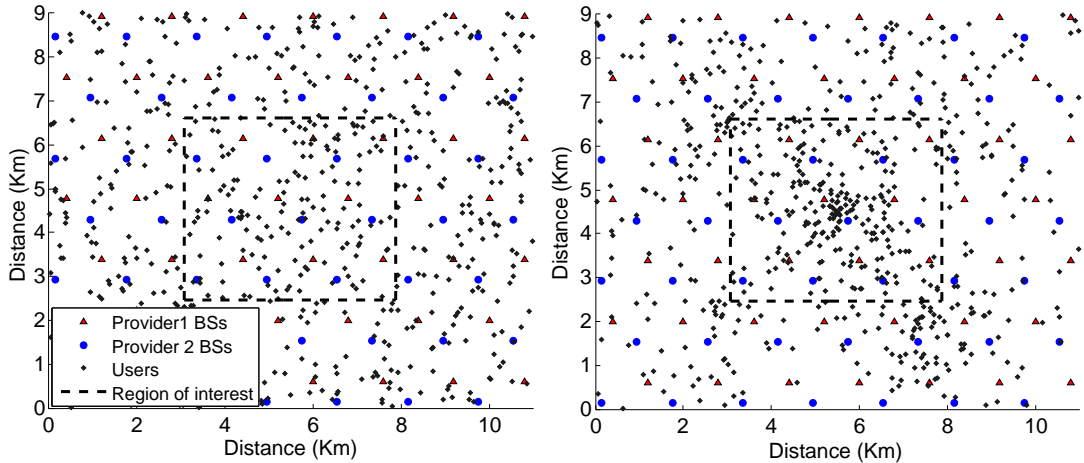 9
8
7
6
5
4
3
2
1
0
Distance (Km)
0 2 4 6 8 10
Distance (Km)
Provider1 BSs
Provider 2 BSs
Users
Region of interest
9
8
7
6
5
4
3
2
1
0
Distance (Km)
0 2 4 6 8 10
Distance (Km)